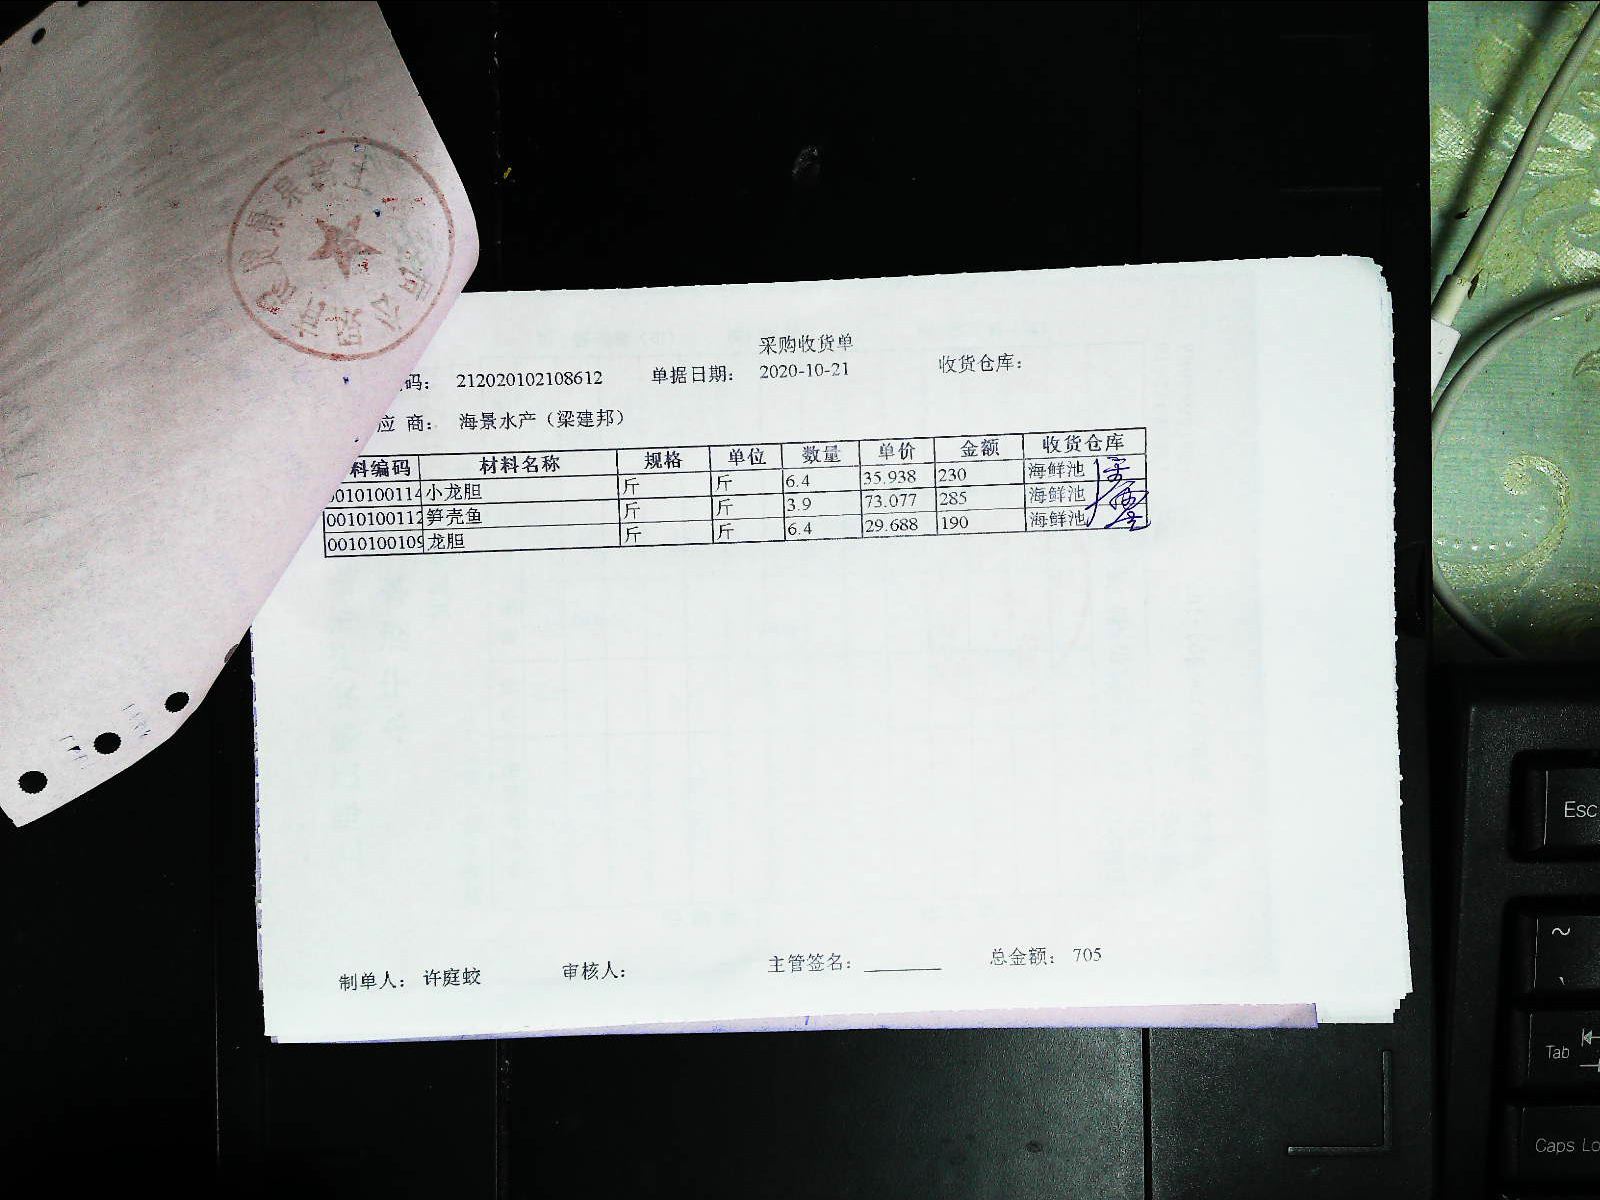 采购收货单
码： 212020102108612 单据日期： 2020-10-21 收货仓库：
应 商： 海景水产（梁建邦）
料编码 材料名称 规格 单位 数量 单价 金额 收货仓库
0010100114 小龙胆 斤 斤 6.4 35.938 230 海鲜池
0010100112 笋壳鱼 斤 斤 3.9 73.077 285 海鲜池
0010100109 龙胆 斤 斤 6.4 29.688 190 海鲜池
制单人： 许庭蛟 审核人： 主管签名： ________ 总金额： 705
Esc
~
Tab
Caps Lo